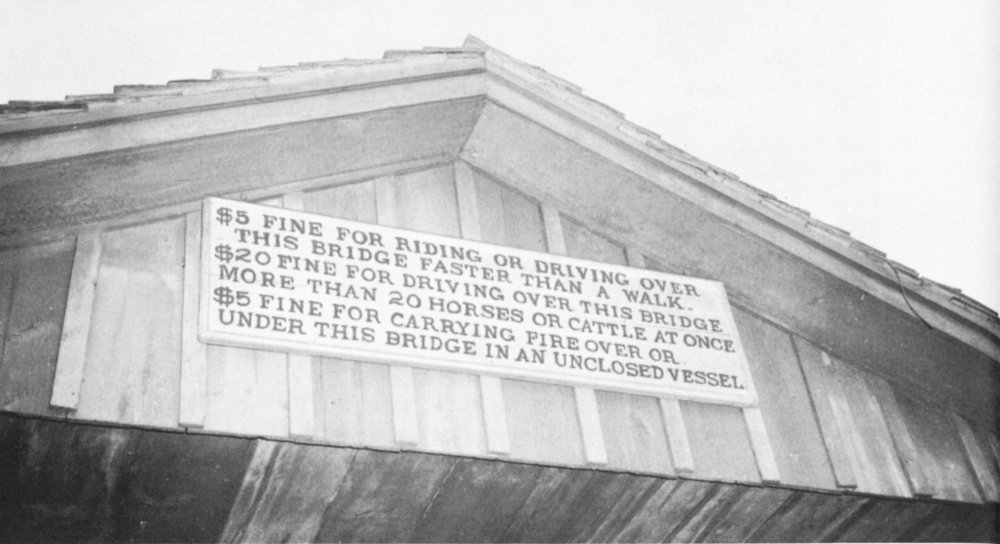 $5 FINE FOR RIDING OR DRIVING OVER
THIS BRIDGE FASTER THAN A WALK.
$20 FINE FOR DRIVING OVER THIS BRIDGE
MORE THAN 20 HORSES OR CATTLE AT ONCE
$5 FINE FOR CARRYING FIRE OVER OR
UNDER THIS BRIDGE IN AN UNCLOSED VESSEL